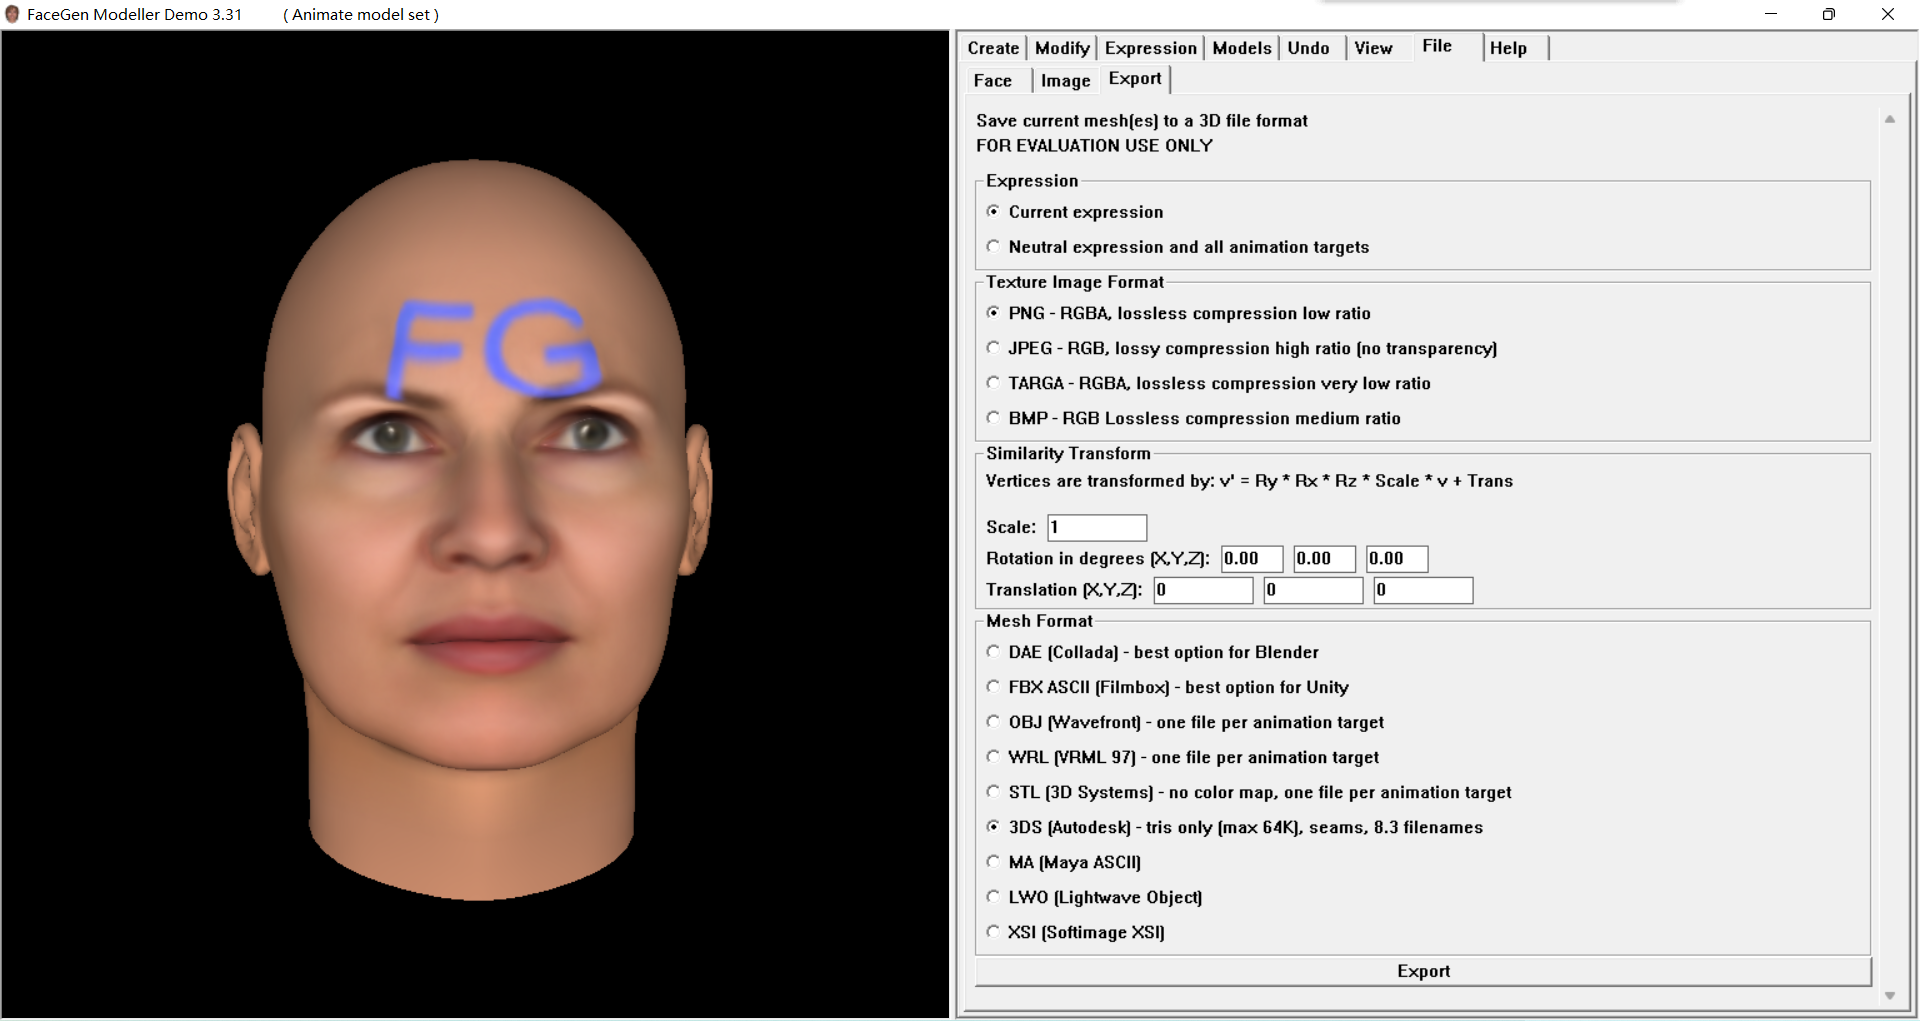 FaceGen Modeller Demo 3.31 ( Animate model set )
Create Modify Expression Models Undo View File Help
Face Image Export
Save current mesh(es) to a 3D file format
FOR EVALUATION USE ONLY
Expression
Current expression
Neutral expression and all animation targets
Texture Image Format
PNG - RGBA, lossless compression low ratio
JPEG - RGB, lossy compression high ratio (no transparency)
TARGA - RGBA, lossless compression very low ratio
BMP - RGB Lossless compression medium ratio
Similarity Transform
Vertices are transformed by: v' = Ry * Rx * Rz * Scale * v + Trans
Scale: 1
Rotation in degrees (X,Y,Z): 0.00 0.00 0.00
Translation (X,Y,Z): 0 0 0
Mesh Format
DAE (Collada) - best option for Blender
FBX ASCII (Filmbox) - best option for Unity
OBJ (Wavefront) - one file per animation target
WRL (VRML 97) - one file per animation target
STL (3D Systems) - no color map, one file per animation target
3DS (Autodesk) - tris only (max 64K), seams, 8.3 filenames
MA (Maya ASCII)
LWO (Lightwave Object)
XSI (Softimage XSI)
Export
FG